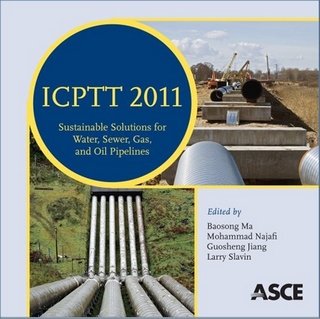 ICPTT 2011
Sustainable Solutions for
Water, Sewer, Gas,
and Oil Pipelines
Edited by
Baosong Ma
Mohammad Najafi
Guosheng Jiang
Larry Slavin
ASCE